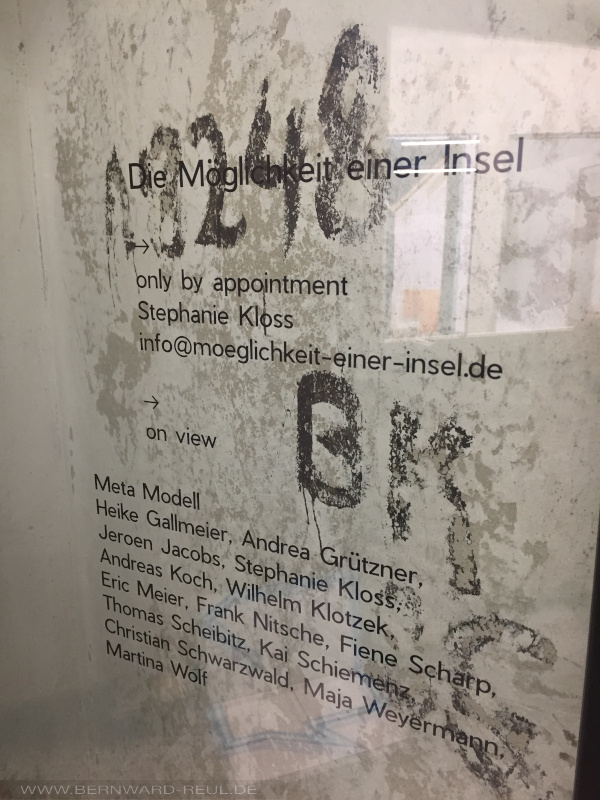 Die Möglichkeit einer Insel
→
only by appointment
Stephanie Kloss
info@moeglichkeit-einer-insel.de
→
on view
Meta Modell
Heike Gallmeier, Andrea Grützner,
Jeroen Jacobs, Stephanie Kloss,
Andreas Koch, Wilhelm Klotzek,
Eric Meier, Frank Nitsche, Fiene Scharp,
Thomas Scheibitz, Kai Schiemenz,
Christian Schwarzwald, Maja Weyermann,
Martina Wolf
WWW.BERNWARD-REUL.DE